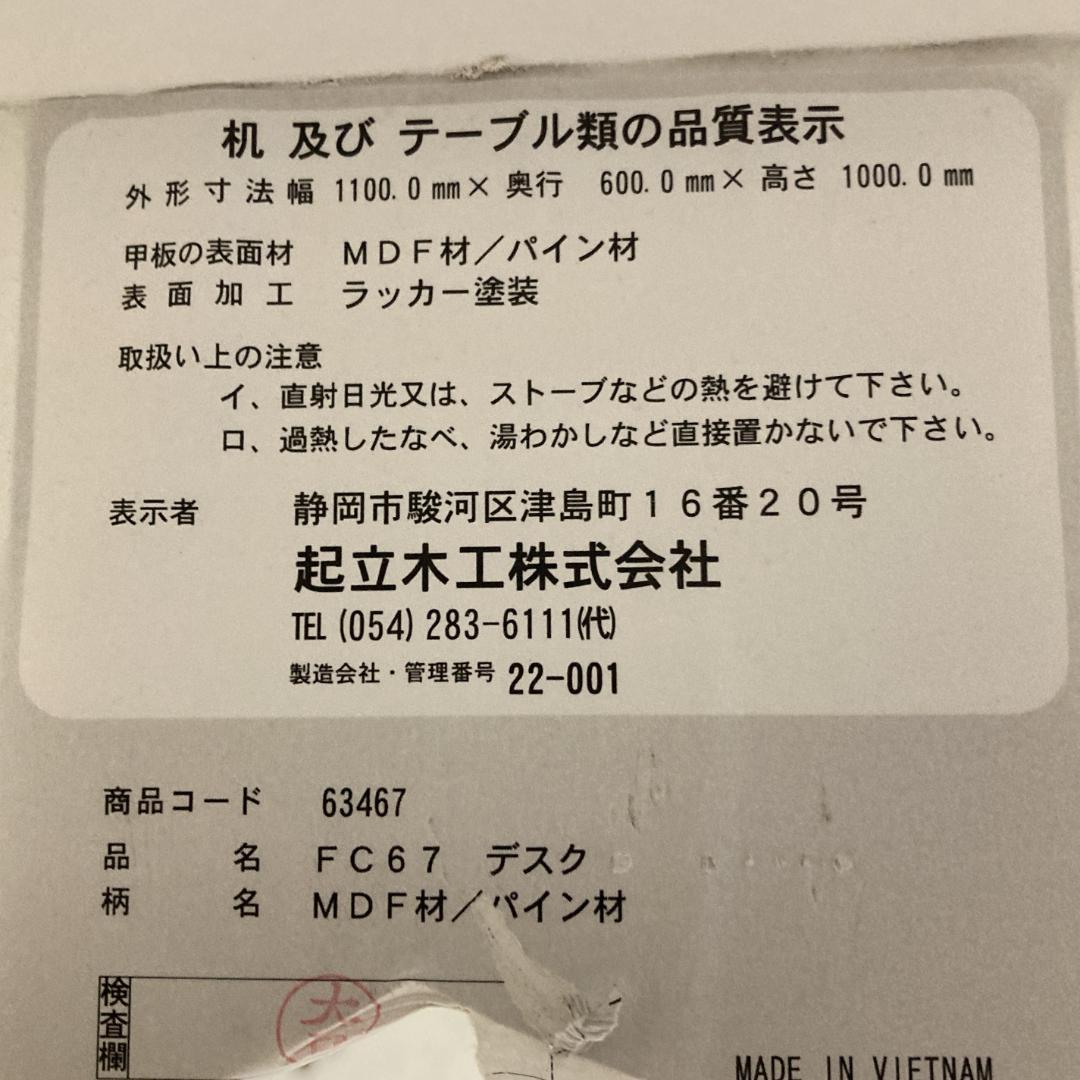 机 及び テーブル類の品質表示
外形寸法幅 1100.0㎜× 奥行 600.0㎜× 高さ 1000.0㎜
甲板の表面材 ＭＤＦ材／パイン材
表面加工 ラッカー塗装
取扱い上の注意
イ、直射日光又は、ストーブなどの熱を避けて下さい。
ロ、過熱したなべ、湯わかしなど直接置かないで下さい。
表示者 静岡市駿河区津島町１６番２０号
起立木工株式会社
TEL (054) 283-6111㈹
製造会社・管理番号 22-001
商品コード 63467
品名 ＦＣ６７ デスク
柄名 ＭＤＦ材／パイン材
検査欄
MADE IN VIETNAM